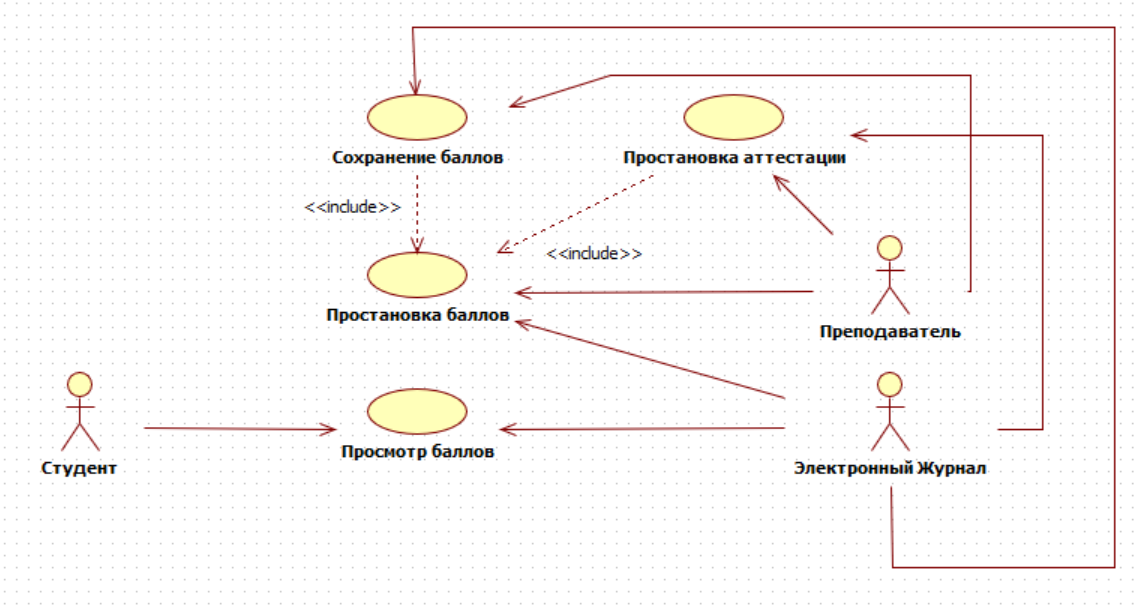 Сохранение баллов
Простановка аттестации
<<include>>
<<include>>
Простановка баллов
Преподаватель
Просмотр баллов
Студент
Электронный Журнал